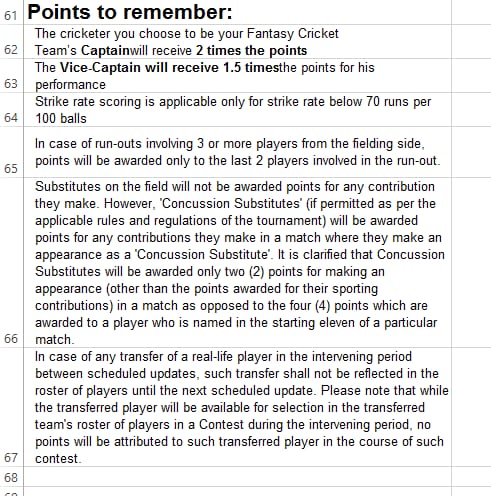 61 Points to remember:
The cricketer you choose to be your Fantasy Cricket
62 Team's Captainwill receive 2 times the points
The Vice-Captain will receive 1.5 timesthe points for his
63 performance
Strike rate scoring is applicable only for strike rate below 70 runs per
64 100 balls
In case of run-outs involving 3 or more players from the fielding side,
points will be awarded only to the last 2 players involved in the run-out.
65
Substitutes on the field will not be awarded points for any contribution
they make. However, 'Concussion Substitutes' (if permitted as per the
applicable rules and regulations of the tournament) will be awarded
points for any contributions they make in a match where they make an
appearance as a 'Concussion Substitute'. It is clarified that Concussion
Substitutes will be awarded only two (2) points for making an
appearance (other than the points awarded for their sporting
contributions) in a match as opposed to the four (4) points which are
awarded to a player who is named in the starting eleven of a particular
66 match.
In case of any transfer of a real-life player in the intervening period
between scheduled updates, such transfer shall not be reflected in the
roster of players until the next scheduled update. Please note that while
the transferred player will be available for selection in the transferred
team's roster of players in a Contest during the intervening period, no
points will be attributed to such transferred player in the course of such
67 contest.
68